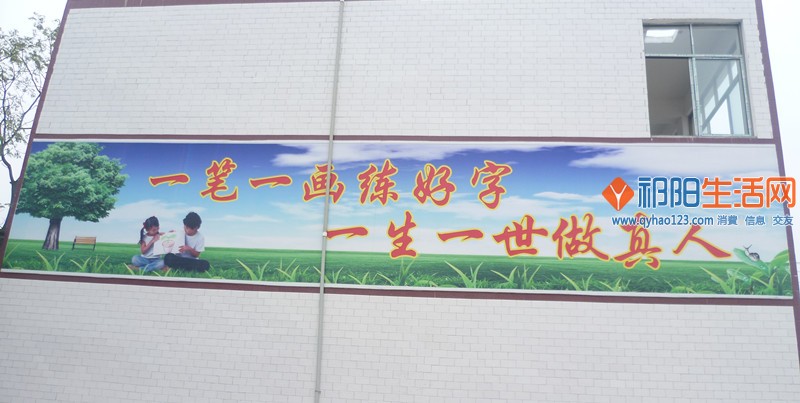 一笔一画练好字
一生一世做真人
祁阳生活网
www.qyhao123.com 消費 信息 交友